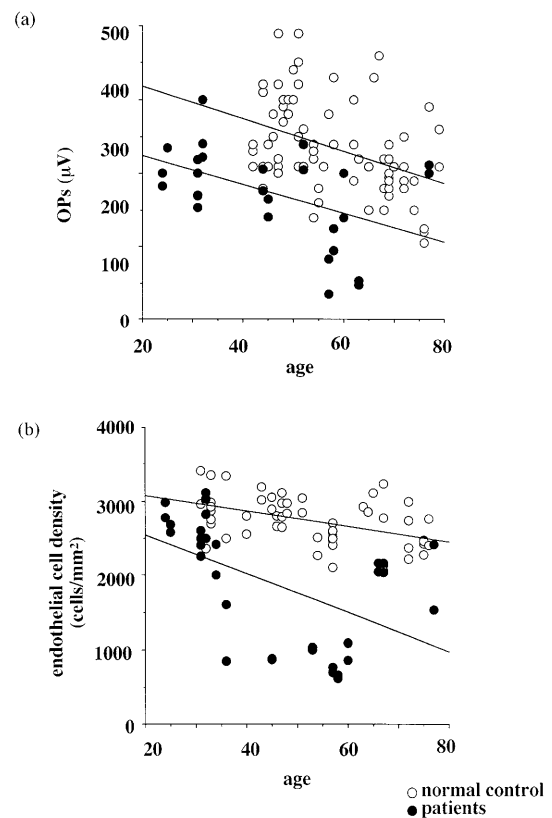 (a)
500
400
300
200
100
0
OPs (μV)
20
40
60
80
age
(b)
4000
3000
2000
1000
0
endothelial cell density
(cells/mm²)
20
40
60
80
age
○ normal control
● patients